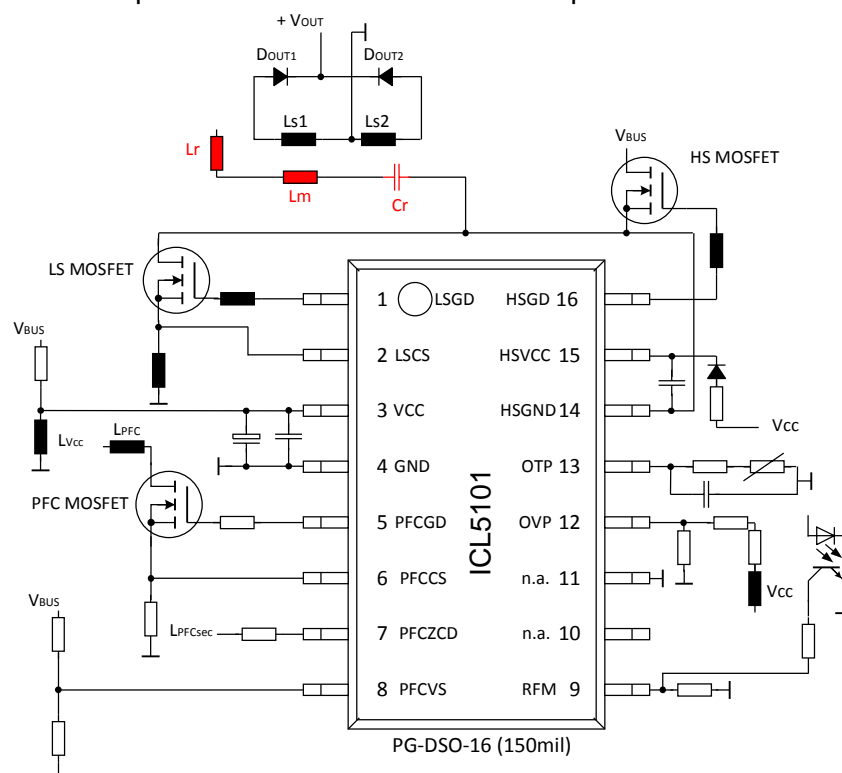 + VOUT
DOUT1 DOUT2
Ls1 Ls2
Lr
Lm
Cr
VBUS
HS MOSFET
LS MOSFET
VBUS
LVcc
LPFC
PFC MOSFET
VBUS
LPFCsec
1 LSGD HSGD 16
2 LSCS HSVCC 15
3 VCC HSGND 14
4 GND OTP 13
5 PFCGD OVP 12
6 PFCCS n.a. 11
7 PFCZCD n.a. 10
8 PFCVS RFM 9
ICL5101
Vcc
Vcc
PG-DSO-16 (150mil)